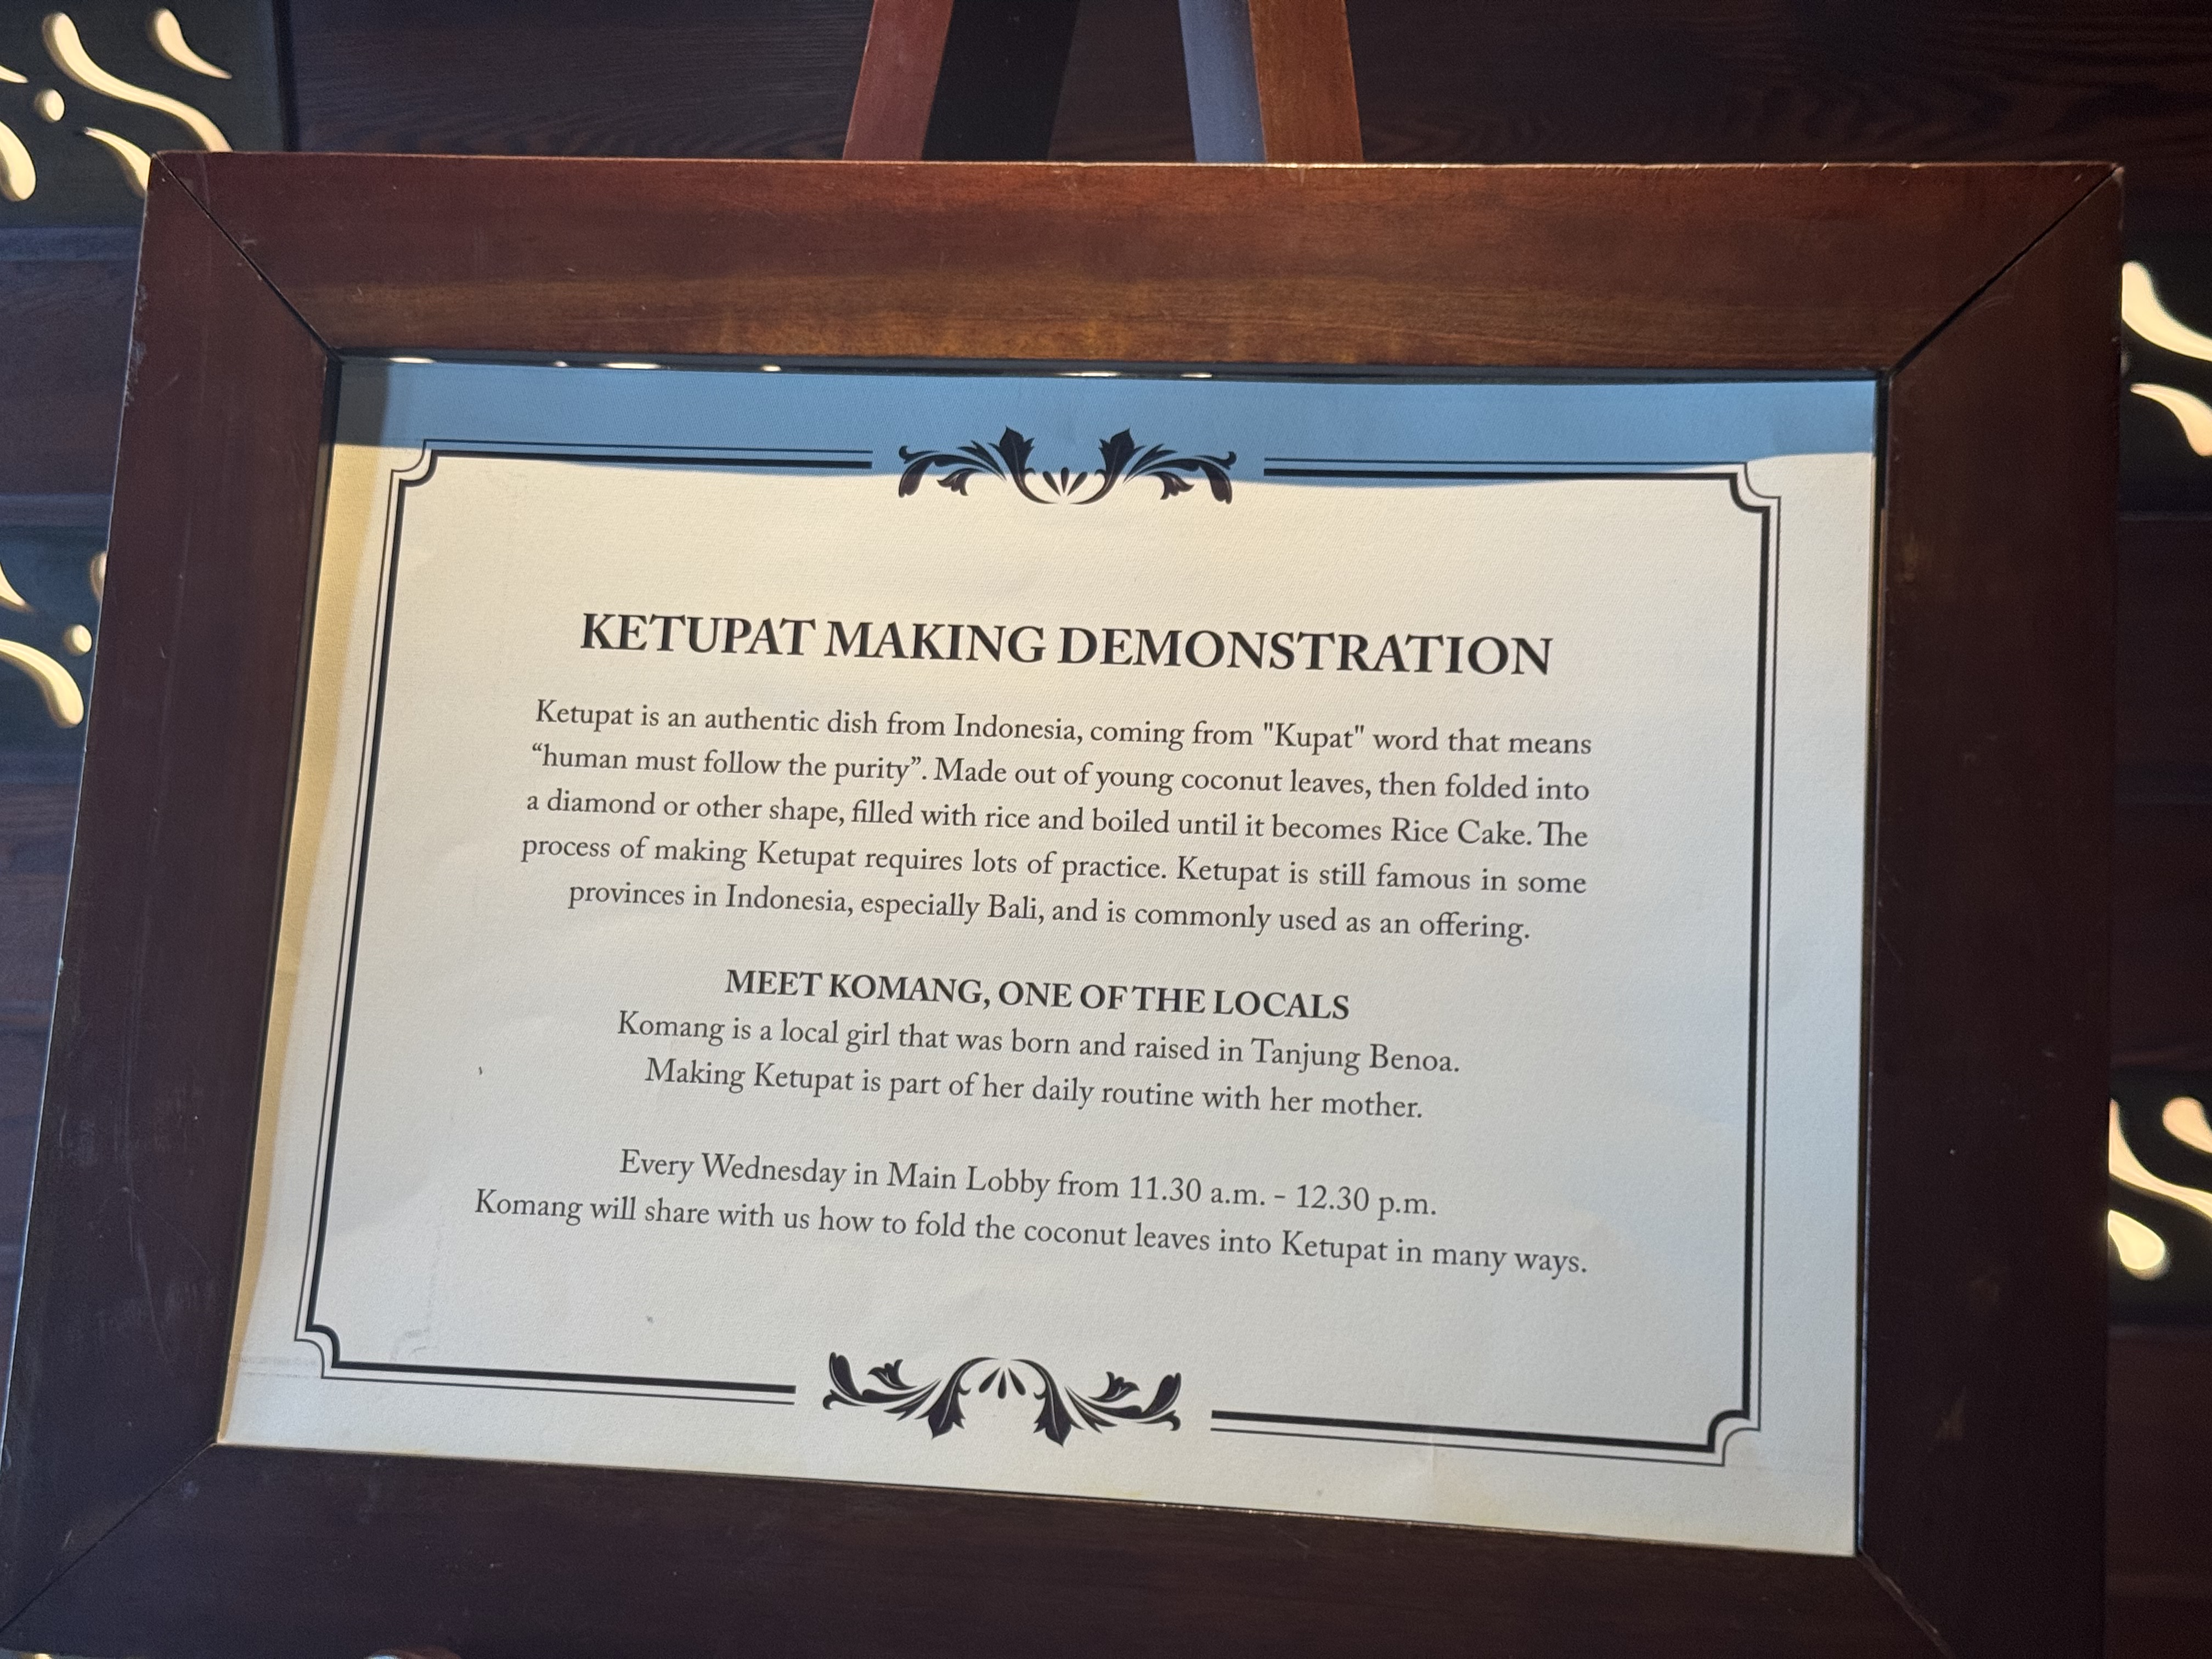 KETUPAT MAKING DEMONSTRATION
Ketupat is an authentic dish from Indonesia, coming from "Kupat" word that means
“human must follow the purity”. Made out of young coconut leaves, then folded into
a diamond or other shape, filled with rice and boiled until it becomes Rice Cake. The
process of making Ketupat requires lots of practice. Ketupat is still famous in some
provinces in Indonesia, especially Bali, and is commonly used as an offering.
MEET KOMANG, ONE OF THE LOCALS
Komang is a local girl that was born and raised in Tanjung Benoa.
Making Ketupat is part of her daily routine with her mother.
Every Wednesday in Main Lobby from 11.30 a.m. - 12.30 p.m.
Komang will share with us how to fold the coconut leaves into Ketupat in many ways.